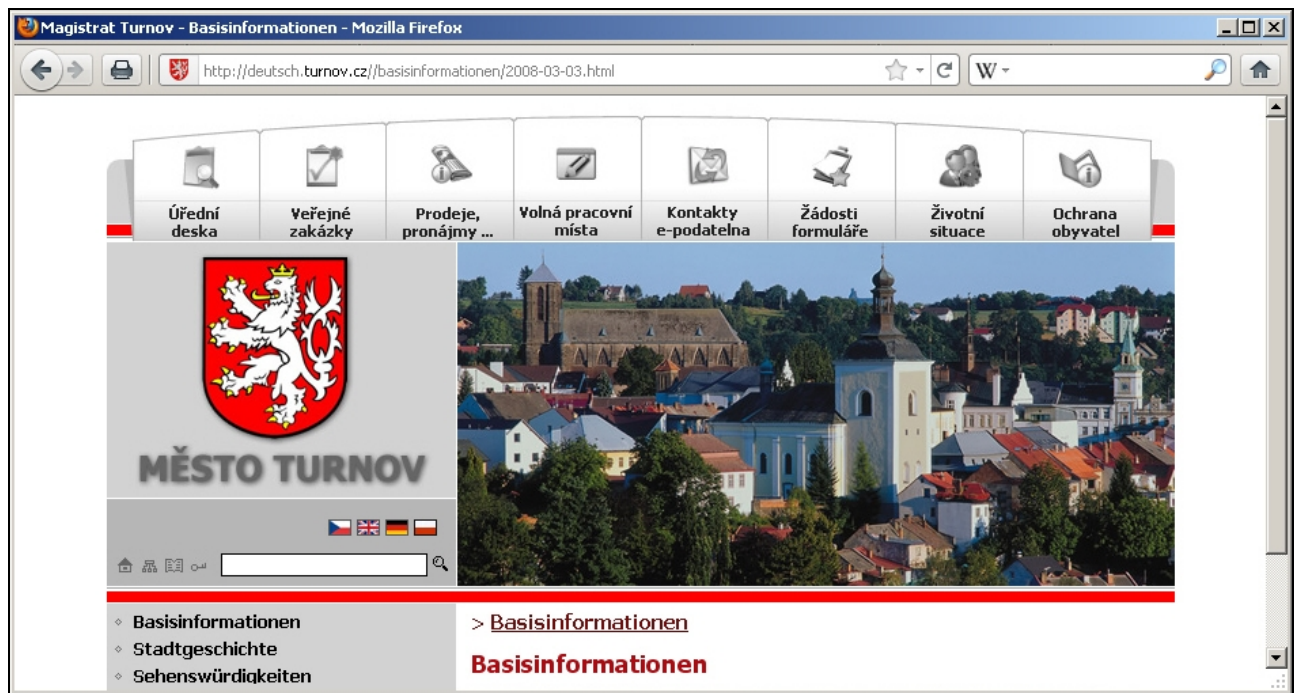 Magistrat Turnov - Basisinformationen - Mozilla Firefox
http://deutsch.turnov.cz//basisinformationen/2008-03-03.html
W
Úřední deska
Veřejné zakázky
Prodeje, pronájmy ...
Volná pracovní místa
Kontakty e-podatelna
Žádosti formuláře
Životní situace
Ochrana obyvatel
MĚSTO TURNOV
Basisinformationen
Stadtgeschichte
Sehenswürdigkeiten
> Basisinformationen
Basisinformationen